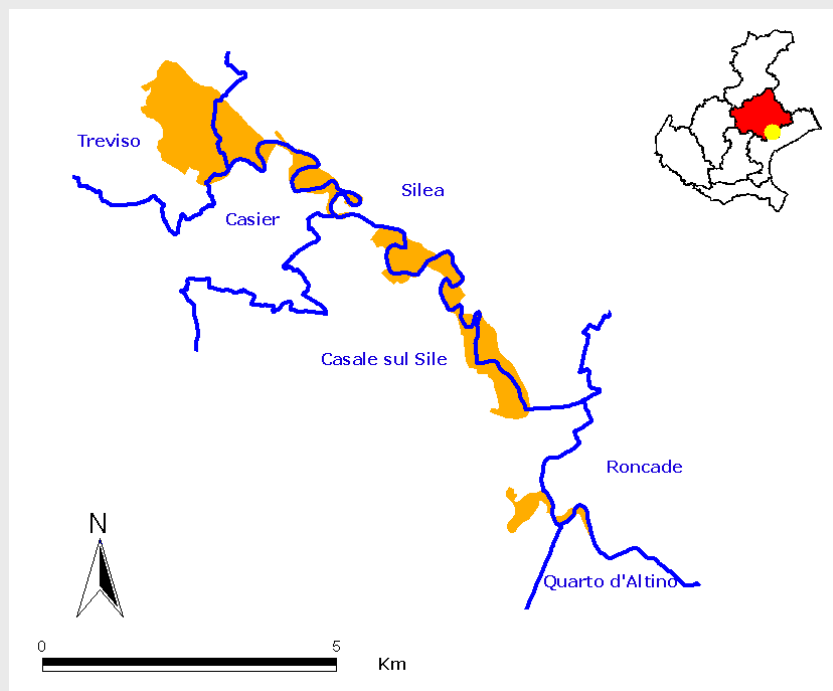 Treviso
Silea
Casier
Casale sul Sile
Roncade
N
Quarto d'Altino
0 5
Km